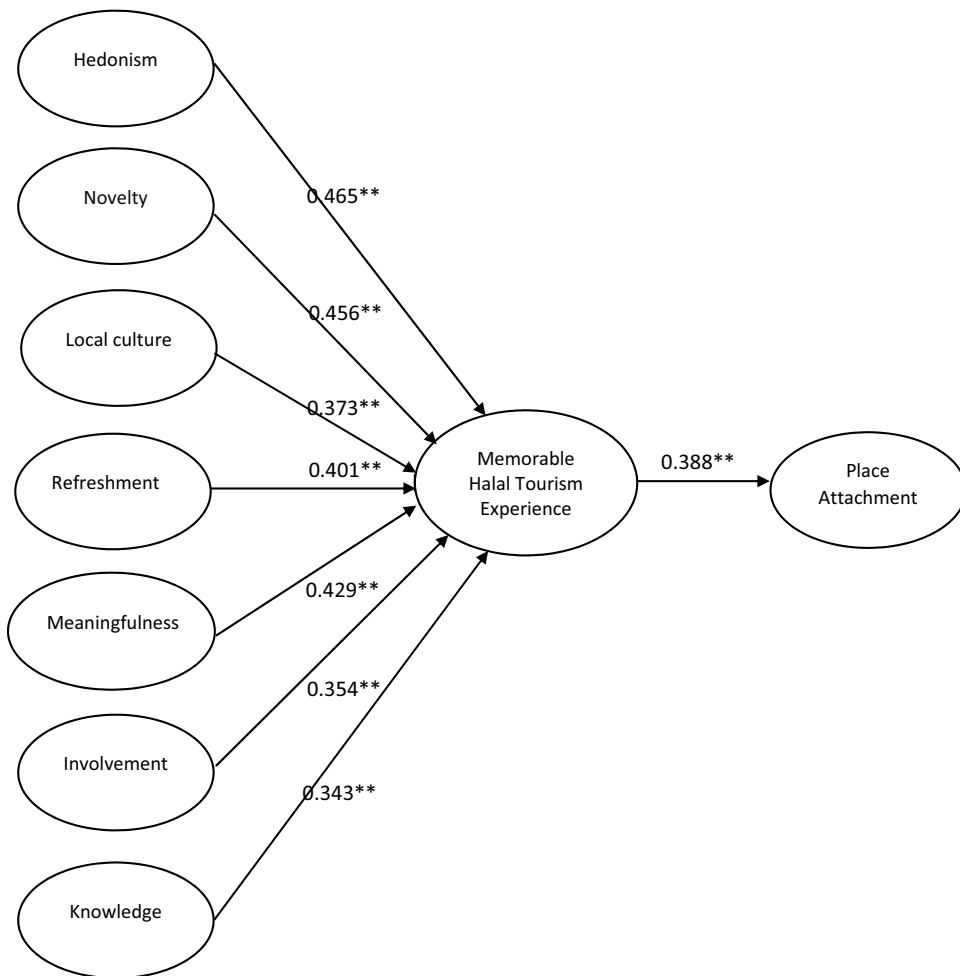 Hedonism
0.465**
Novelty
0.456**
Local culture
0.373**
Refreshment
0.401**
Memorable
Halal Tourism
Experience
0.388**
Place
Attachment
Meaningfulness
0.429**
Involvement
0.354**
Knowledge
0.343**